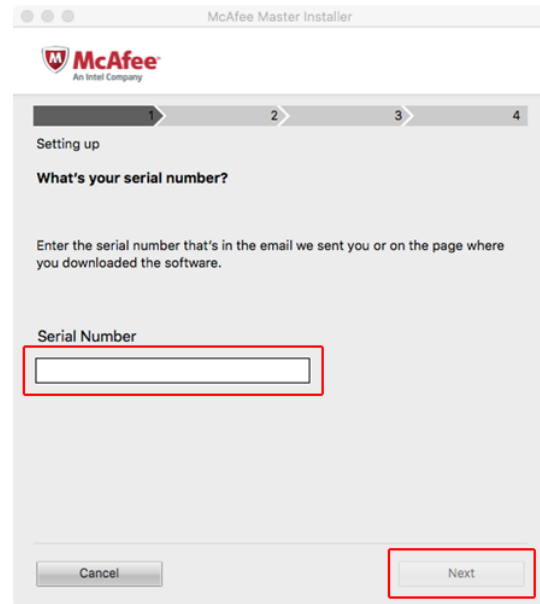 McAfee Master Installer
McAfee
An Intel Company
1 2 3 4
Setting up
What's your serial number?
Enter the serial number that's in the email we sent you or on the page where
you downloaded the software.
Serial Number
Cancel Next